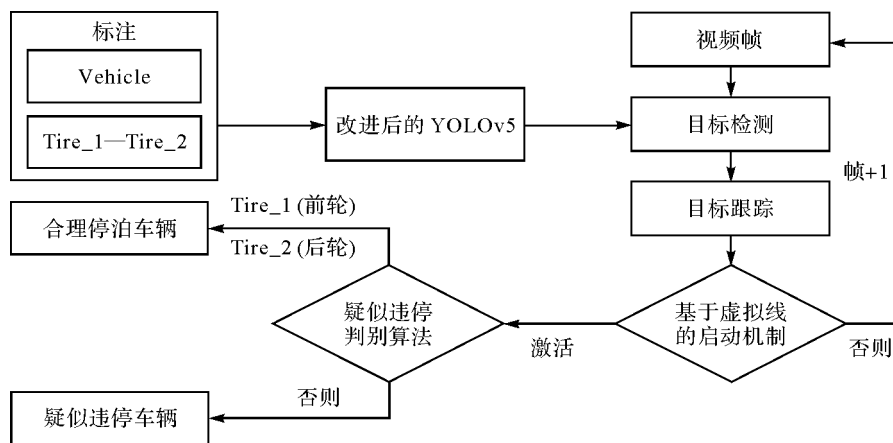 标注
Vehicle
Tire_1—Tire_2
改进后的 YOLOv5
视频帧
目标检测
帧+1
目标跟踪
Tire_1 (前轮)
合理停泊车辆
Tire_2 (后轮)
疑似违停
判别算法
基于虚拟线
的启动机制
激活
否则
否则
疑似违停车辆